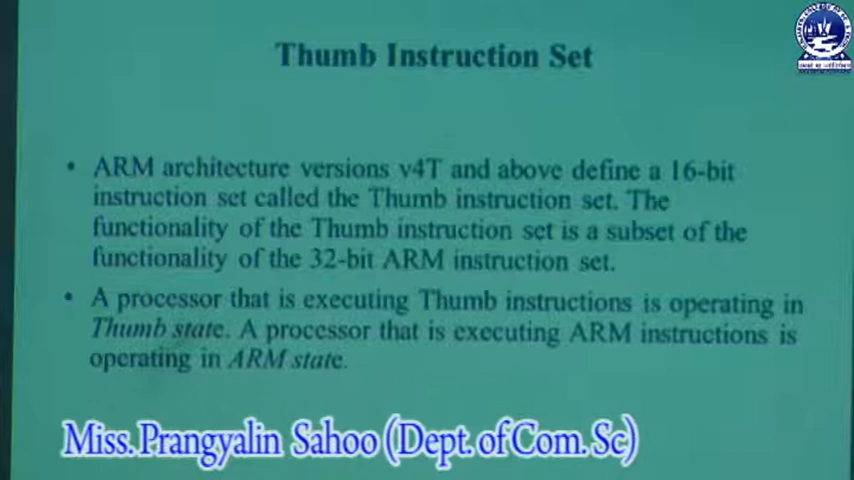 Thumb Instruction Set
• ARM architecture versions v4T and above define a 16-bit
instruction set called the Thumb instruction set. The
functionality of the Thumb instruction set is a subset of the
functionality of the 32-bit ARM instruction set.
• A processor that is executing Thumb instructions is operating in
Thumb state. A processor that is executing ARM instructions is
operating in ARM state.
Miss. Prangyalin Sahoo (Dept. of Com. Sc)